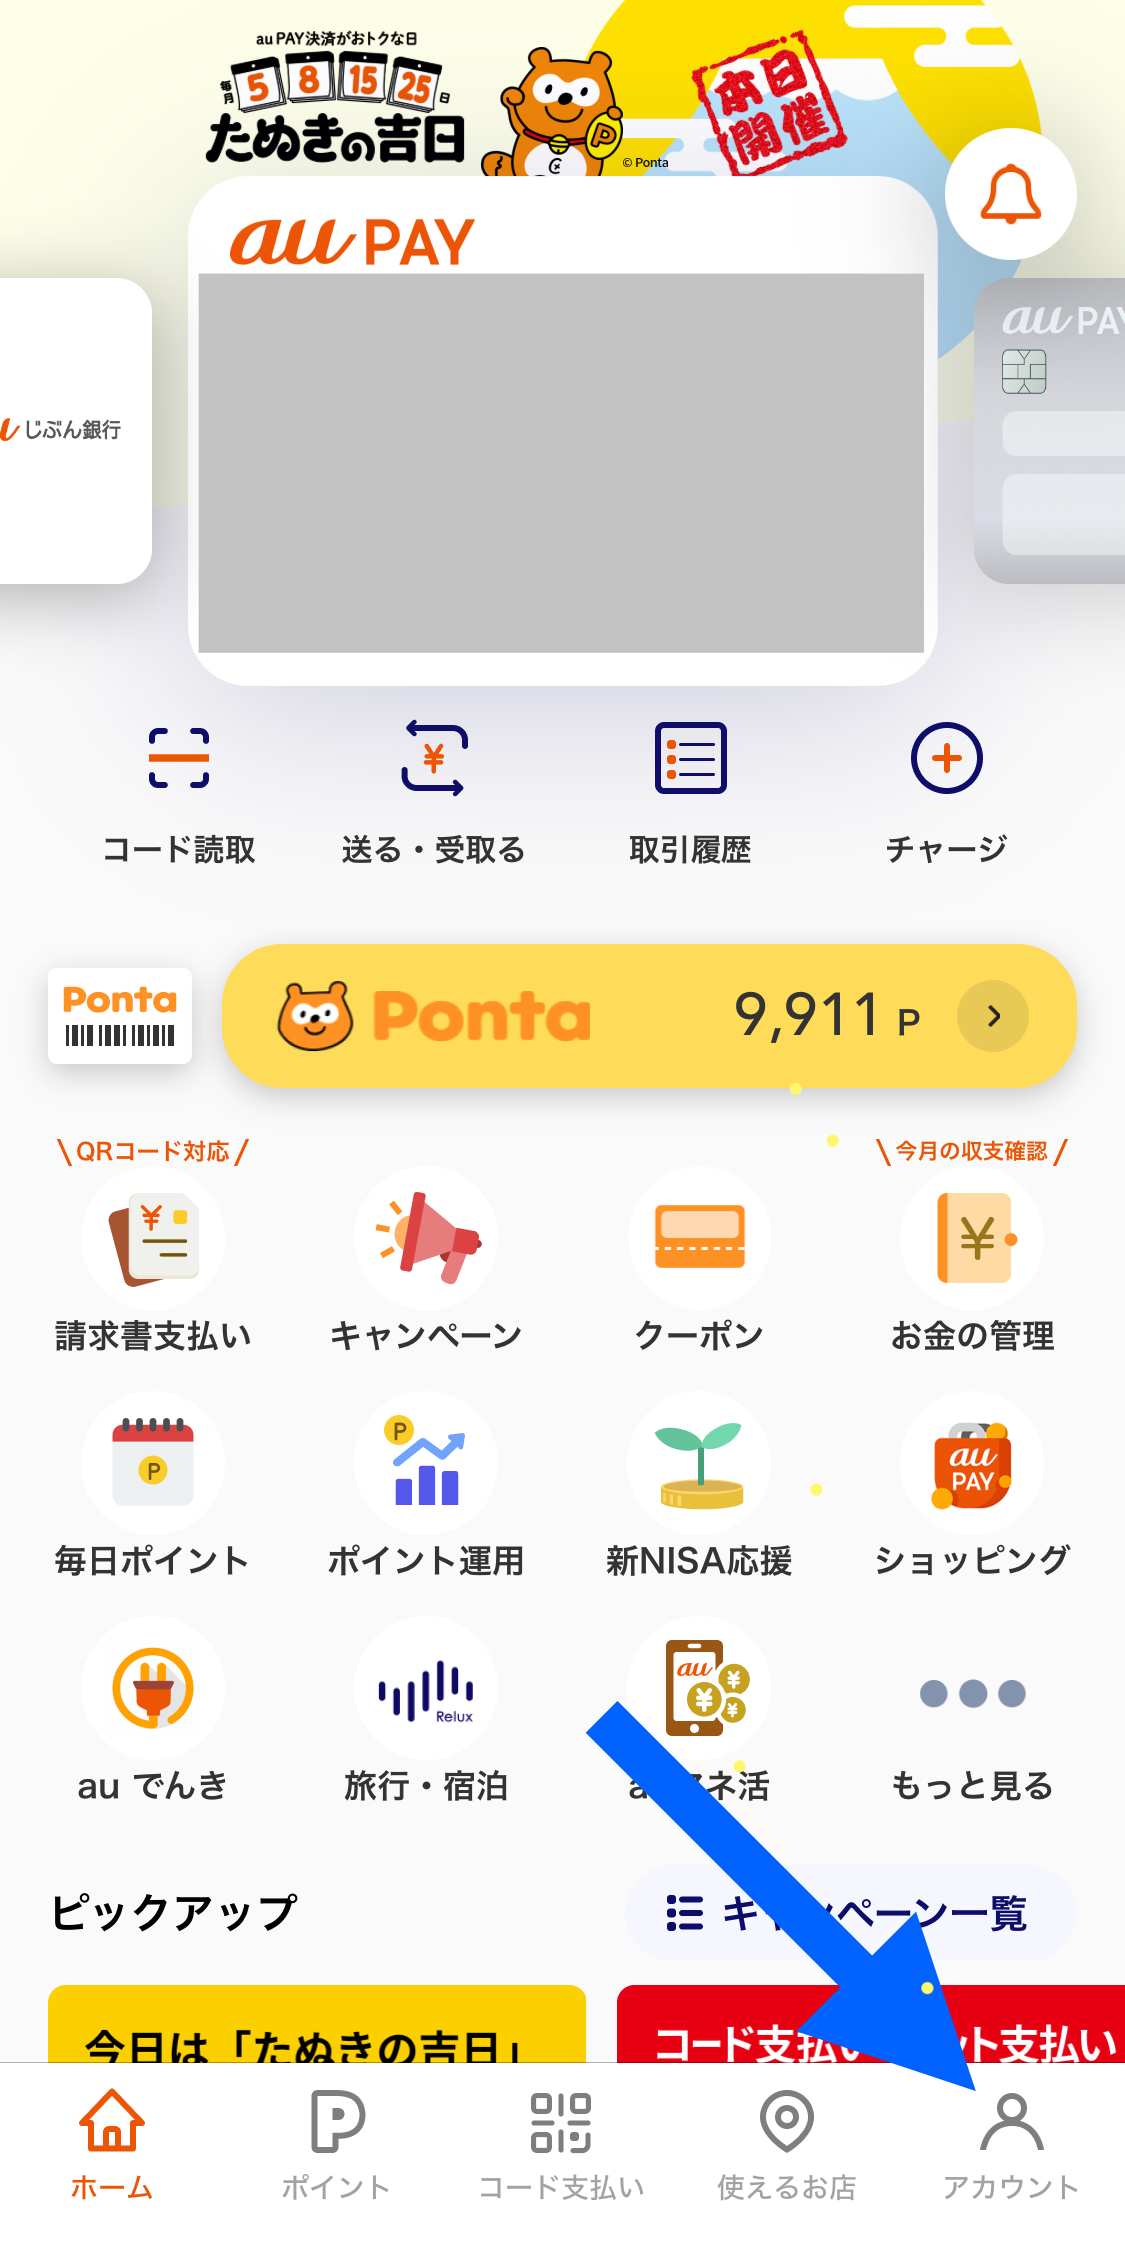 au PAY決済がおトクな日
毎月 5 8 15 25 日
たぬきの吉日
本日
開催
© Ponta
au PAY
じぶん銀行
au PAY
コード読取
送る・受取る
取引履歴
チャージ
Ponta
Ponta
9,911 P
\ QRコード対応 /
\ 今月の収支確認 /
請求書支払い
キャンペーン
クーポン
お金の管理
毎日ポイント
ポイント運用
新NISA応援
au PAY
ショッピング
Relux
au
au でんき
旅行・宿泊
ネ活
もっと見る
ピックアップ
キャンペーン一覧
今日は「たぬきの吉日」
コード支払い
ット支払い
ホーム
ポイント
コード支払い
使えるお店
アカウント